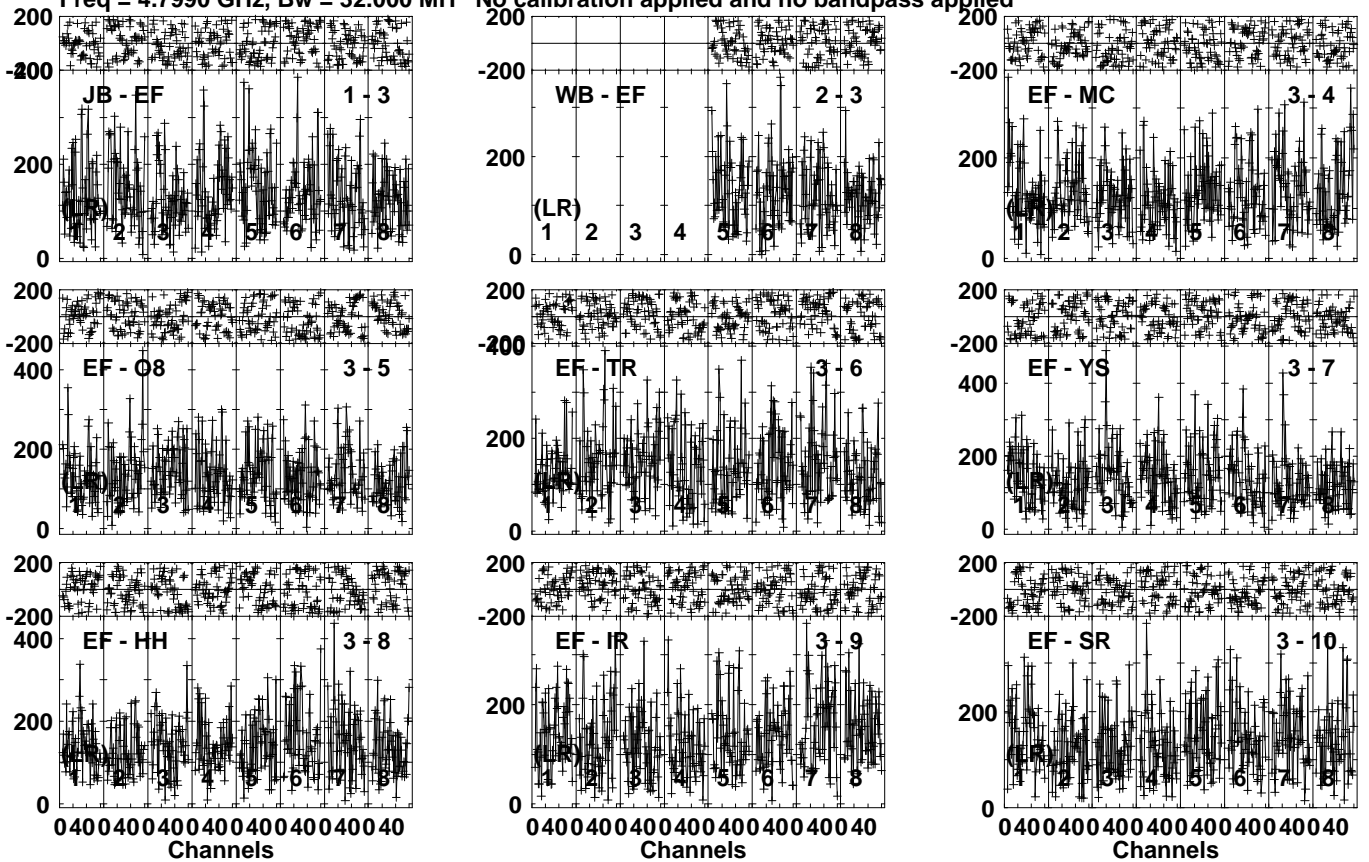 Freq = 4.7990 GHz, Bw = 32.000 MH No calibration applied and no bandpass applied
200 200 200
-200 -200 -200
400
JB - EF 1 - 3 WB - EF 2 - 3 EF - MC 3 - 4
200 200 200
(LR) (LR) (LR)
1 2 3 4 5 6 7 8 1 2 3 4 5 6 7 8 1 2 3 4 5 6 7 8
0 0 0
200 200 200
-200 -200 -200
400 400 400
EF - O8 3 - 5 EF - TR 3 - 6 EF - YS 3 - 7
200 200 200
(LR) (LR) (LR)
1 2 3 4 5 6 7 8 1 2 3 4 5 6 7 8 1 2 3 4 5 6 7 8
0 0 0
200 200 200
-200 -200 -200
400 400 400
EF - HH 3 - 8 EF - IR 3 - 9 EF - SR 3 - 10
200 200 200
(LR) (LR) (LR)
1 2 3 4 5 6 7 8 1 2 3 4 5 6 7 8 1 2 3 4 5 6 7 8
0 0 0
0 40 0 40 0 40 0 40 0 40 0 40 0 40 0 40 0 40 0 40 0 40 0 40 0 40 0 40 0 40 0 40 0 40 0 40 0 40 0 40 0 40 0 40 0 40 0 40
Channels Channels Channels